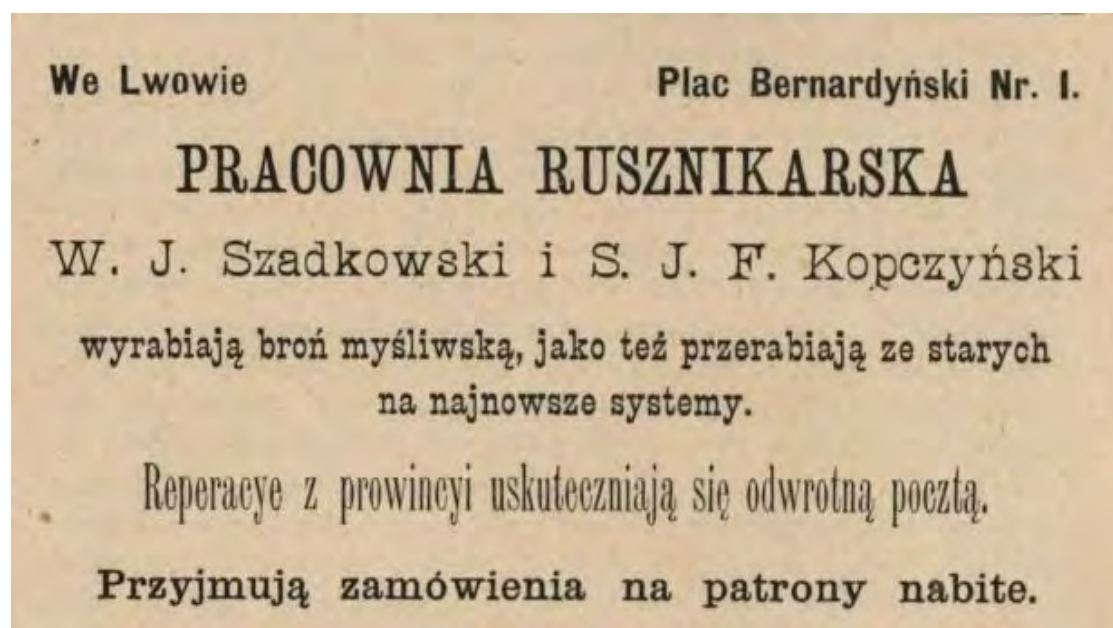 We Lwowie Plac Bernardyński Nr. 1.
PRACOWNIA RUSZNIKARSKA
W. J. Szadkowski i S. J. F. Kopczyński
wyrabiają broń myśliwską, jako też przerabiają ze starych
na najnowsze systemy.
Reperacye z prowincyi uskuteczniają się odwrotną pocztą.
Przyjmują zamówienia na patrony nabite.